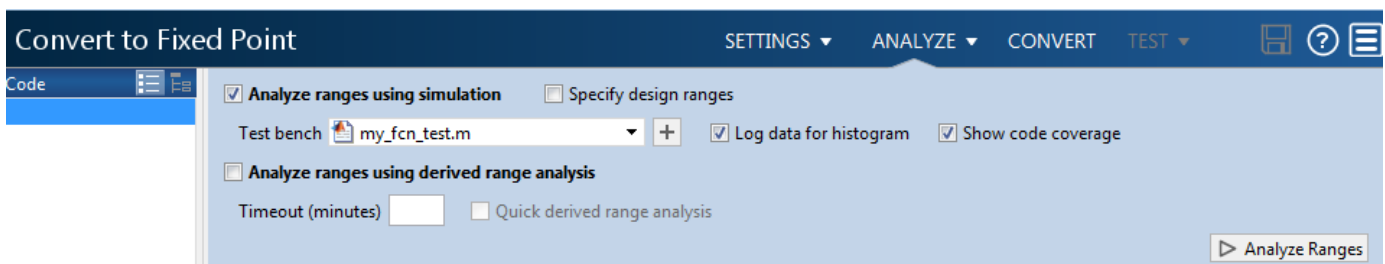 Convert to Fixed Point SETTINGS ANALYZE CONVERT TEST
Code
Analyze ranges using simulation Specify design ranges
Test bench my_fcn_test.m Log data for histogram Show code coverage
Analyze ranges using derived range analysis
Timeout (minutes) Quick derived range analysis
Analyze Ranges